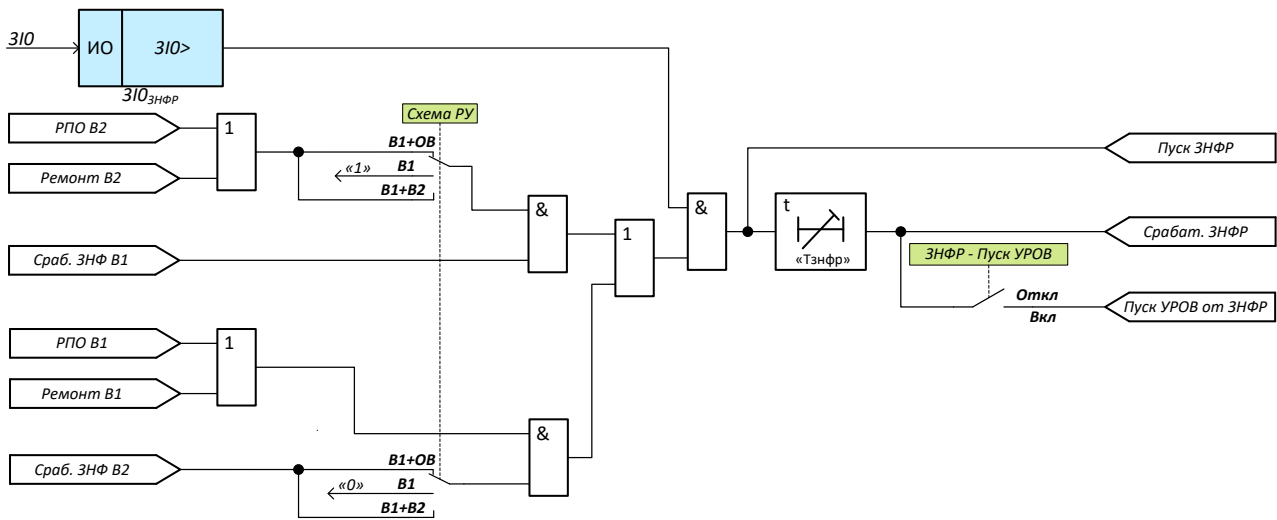 3I0
ИО
3I0>
3I0ЗНФР
Схема РУ
РПО В2
1
В1+ОВ
«1»
В1
Ремонт В2
В1+В2
Пуск ЗНФР
&
&
t
1
Сраб. ЗНФ В1
«Тзнфр»
Срабат. ЗНФР
ЗНФР - Пуск УРОВ
Откл
Вкл
Пуск УРОВ от ЗНФР
РПО В1
1
Ремонт В1
&
Сраб. ЗНФ В2
В1+ОВ
«0»
В1
В1+В2